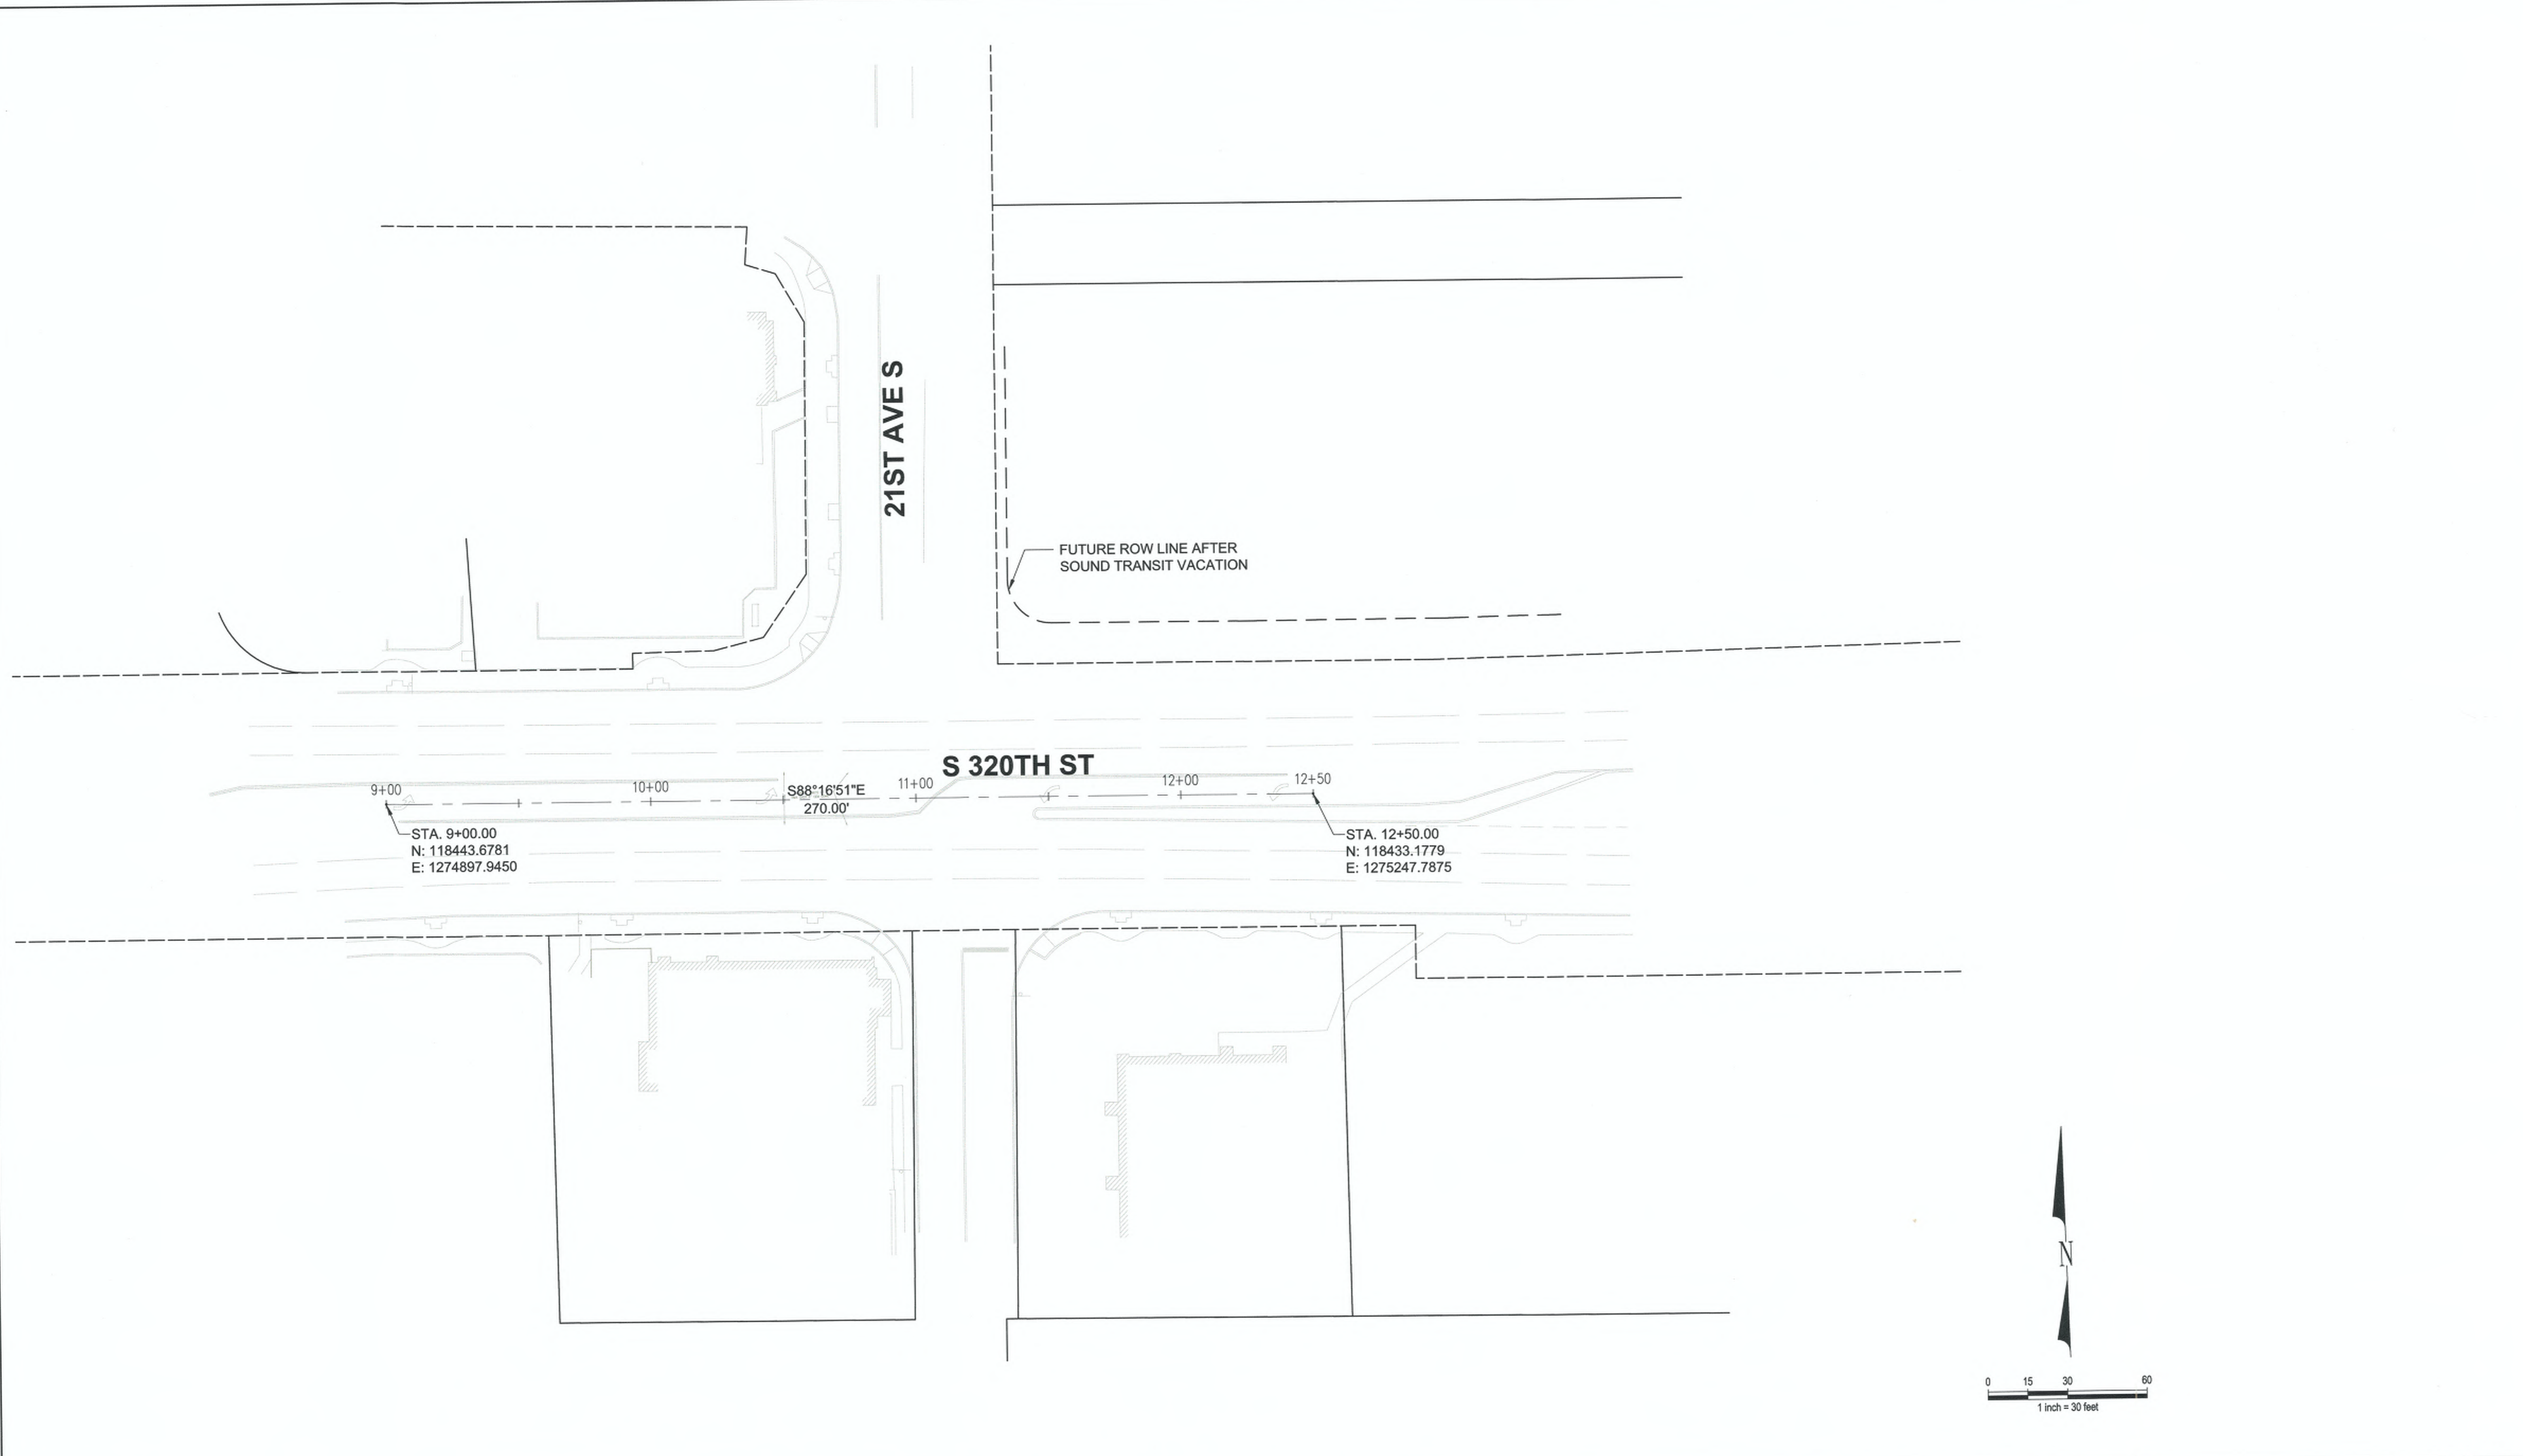 21ST AVE S
FUTURE ROW LINE AFTER
SOUND TRANSIT VACATION
S 320TH ST
9+00
10+00
S88°16'51"E
270.00'
11+00
12+00
12+50
STA. 9+00.00
N: 118443.6781
E: 1274897.9450
STA. 12+50.00
N: 118433.1779
E: 1275247.7875
N
0 15 30 60
1 inch = 30 feet